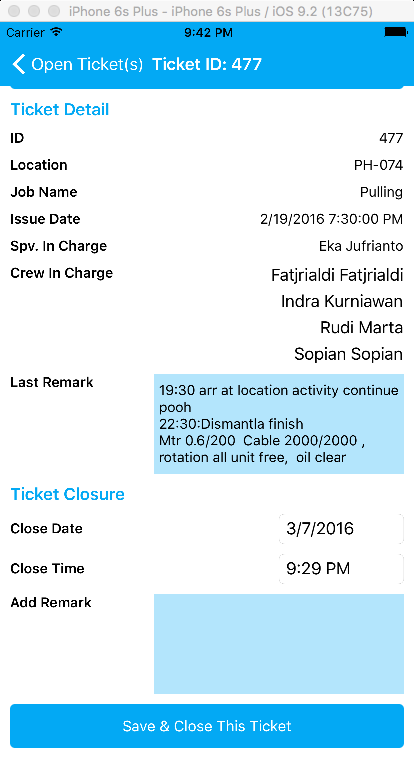 iPhone 6s Plus - iPhone 6s Plus / iOS 9.2 (13C75)
Carrier 9:42 PM
Open Ticket(s) Ticket ID: 477
Ticket Detail
ID 477
Location PH-074
Job Name Pulling
Issue Date 2/19/2016 7:30:00 PM
Spv. In Charge Eka Jufrianto
Crew In Charge Fatjrialdi Fatjrialdi
Indra Kurniawan
Rudi Marta
Sopian Sopian
Last Remark 19:30 arr at location activity continue
pooh
22:30:Dismantla finish
Mtr 0.6/200  Cable 2000/2000 ,
rotation all unit free,  oil clear
Ticket Closure
Close Date 3/7/2016
Close Time 9:29 PM
Add Remark
Save & Close This Ticket